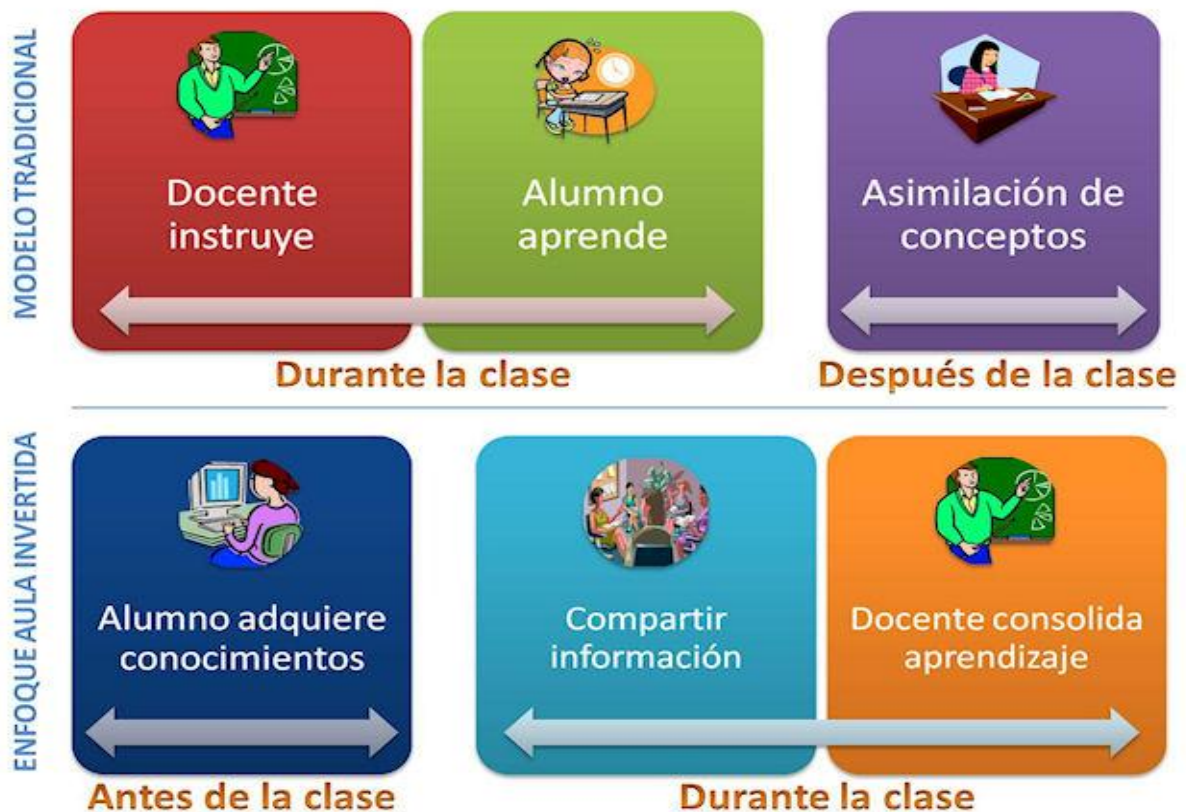 MODELO TRADICIONAL
Docente
instruye
Alumno
aprende
Asimilación de
conceptos
Durante la clase
Después de la clase
ENFOQUE AULA INVERTIDA
Alumno adquiere
conocimientos
Compartir
información
Docente consolida
aprendizaje
Antes de la clase
Durante la clase